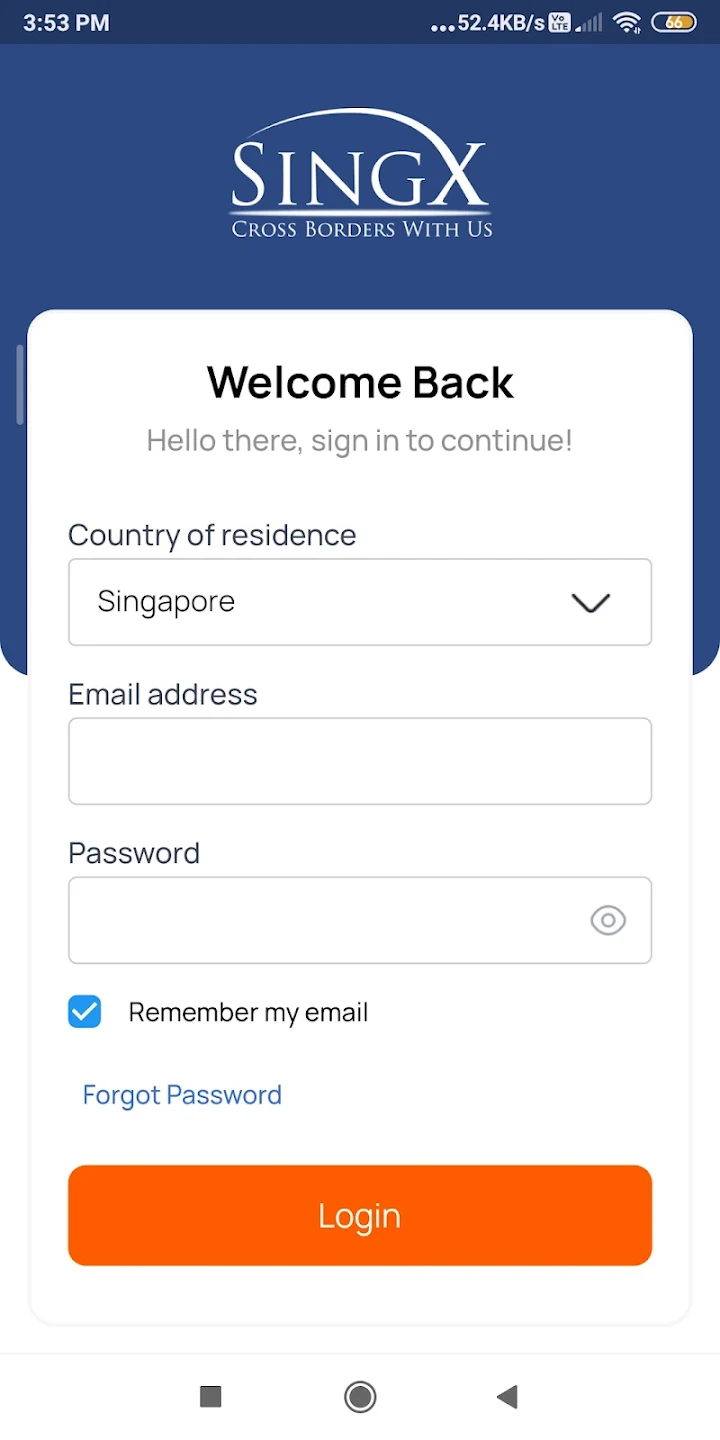 3:53 PM
...52.4KB/s Vo LTE 66
SINGX
CROSS BORDERS WITH US
Welcome Back
Hello there, sign in to continue!
Country of residence
Singapore
Email address
Password
Remember my email
Forgot Password
Login